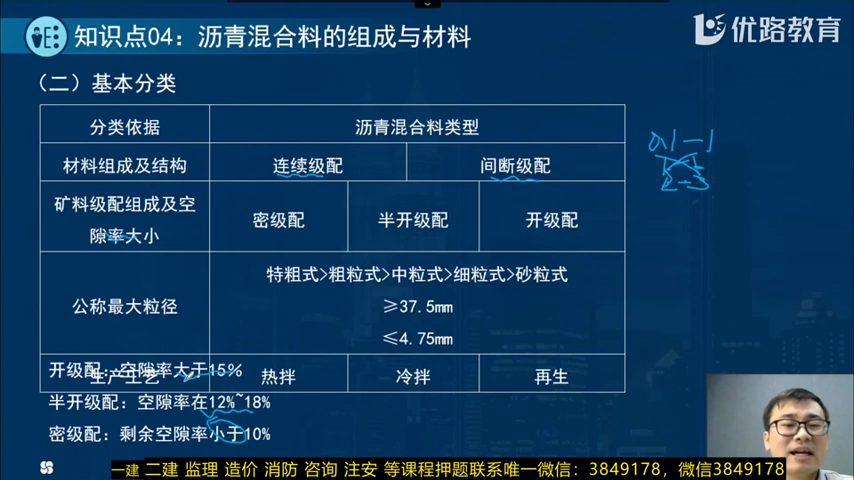 知识点04：沥青混合料的组成与材料
优路教育
（二）基本分类
分类依据 沥青混合料类型
材料组成及结构 连续级配 间断级配
矿料级配组成及空
隙率大小
密级配 半开级配 开级配
公称最大粒径
特粗式>粗粒式>中粒式>细粒式>砂粒式
≥37.5mm
≤4.75mm
生产工艺 热拌 冷拌 再生
开级配：空隙率大于15%
半开级配：空隙率在12%~18%
密级配：剩余空隙率小于10%
0.1-1
2-3
一建 二建 监理 造价 消防 咨询 注安 等课程押题联系唯一微信：3849178，微信3849178